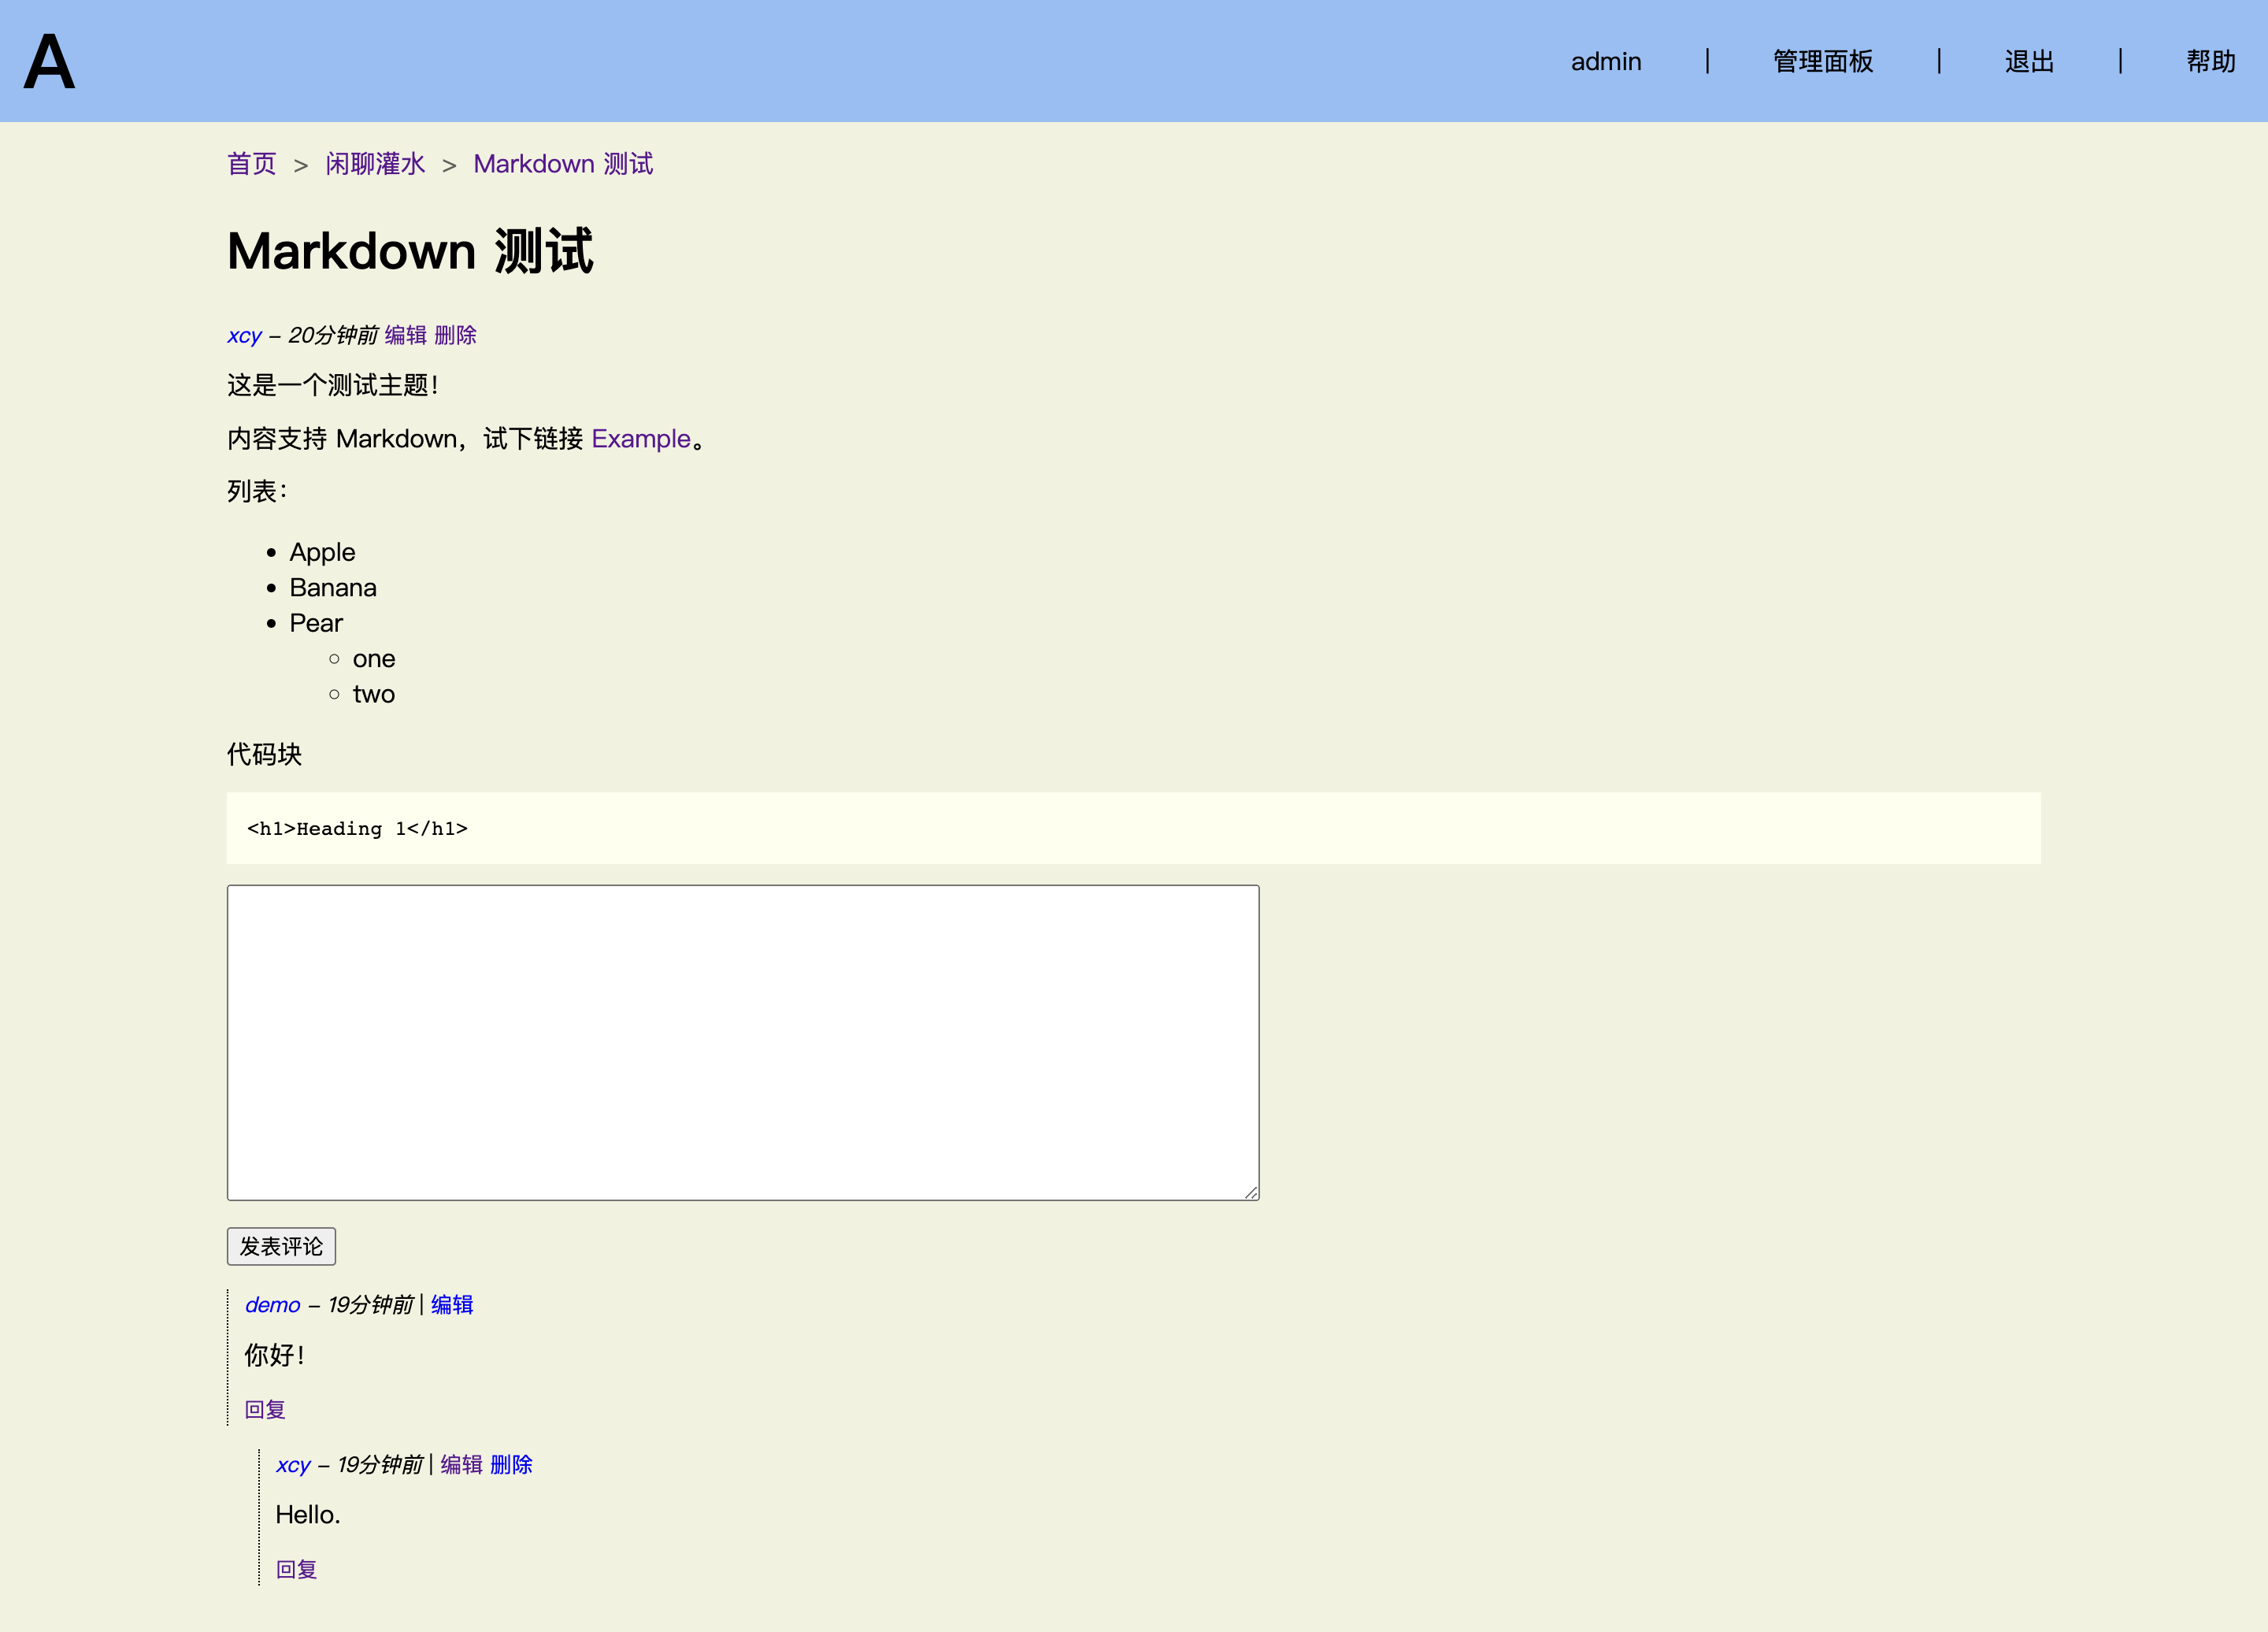 A
admin | 管理面板 | 退出 | 帮助
首页 > 闲聊灌水 > Markdown 测试
Markdown 测试
xcy – 20分钟前 编辑 删除
这是一个测试主题！
内容支持 Markdown，试下链接 Example。
列表：
Apple
Banana
Pear
one
two
代码块
<h1>Heading 1</h1>
发表评论
demo – 19分钟前 | 编辑
你好！
回复
xcy – 19分钟前 | 编辑 删除
Hello.
回复